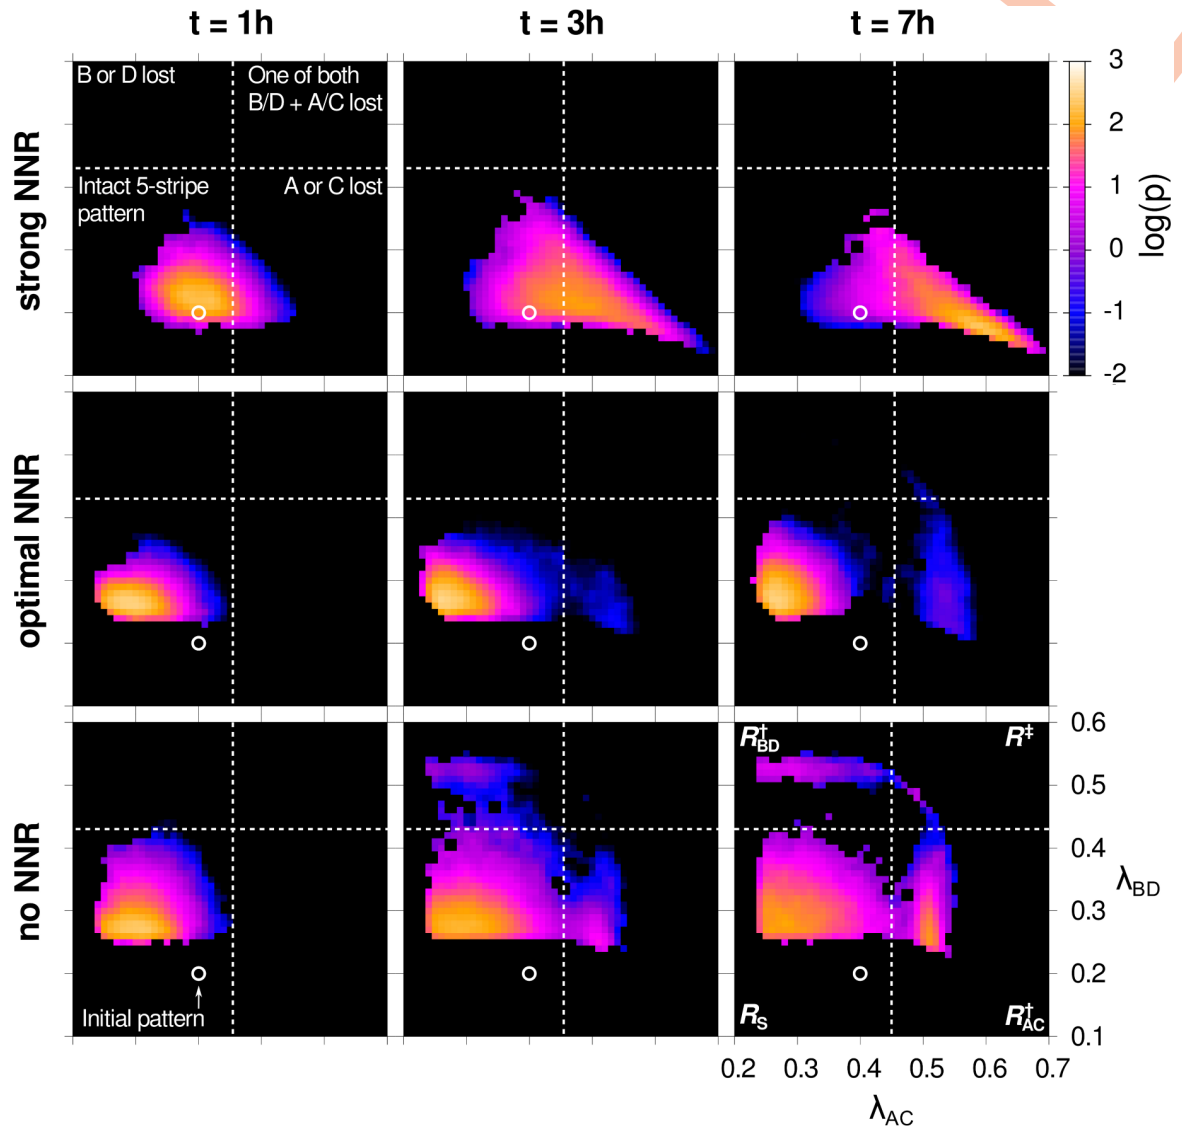 t = 1h
t = 3h
t = 7h
strong NNR
B or D lost
One of both
B/D + A/C lost
Intact 5-stripe
pattern
A or C lost
3
2
1
0
-1
-2
log(p)
optimal NNR
no NNR
Initial pattern
R†BD
R‡
RS
R†AC
0.6
0.5
0.4
0.3
0.2
0.1
λBD
0.2 0.3 0.4 0.5 0.6 0.7
λAC